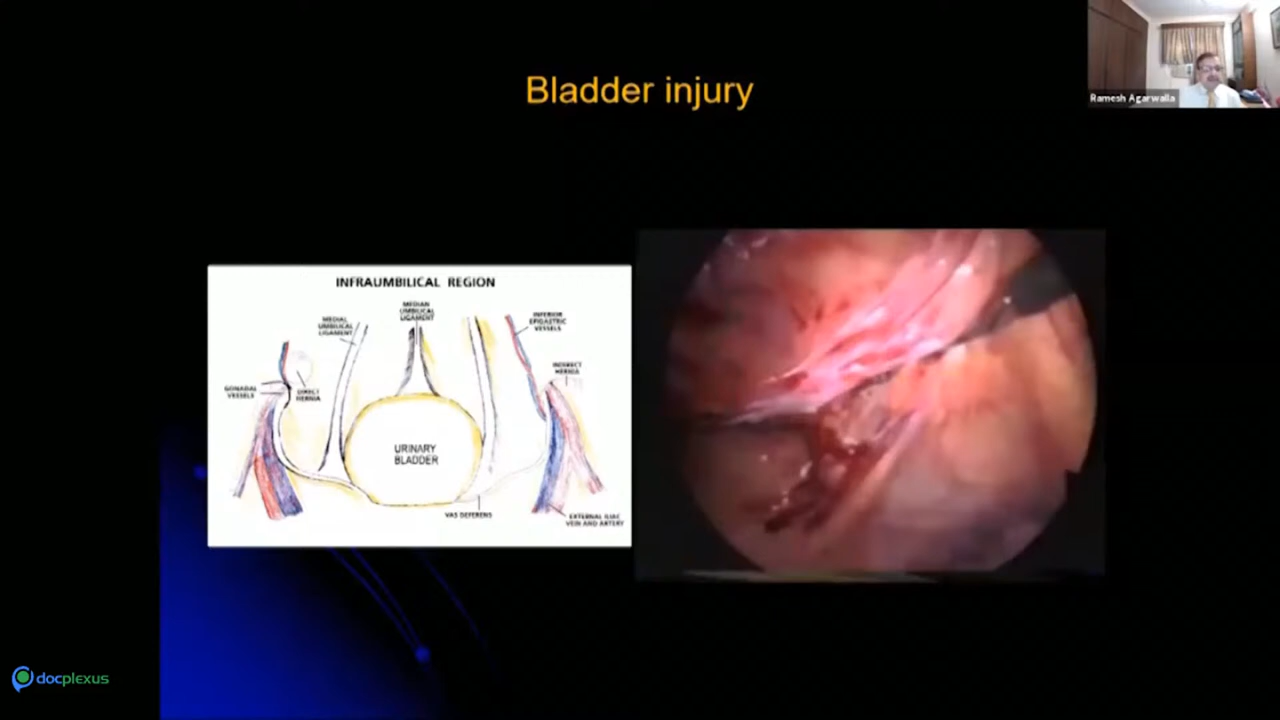 Bladder injury
Ramesh Agarwalla
INFRAUMBILICAL REGION
MEDIAN
UMBILICAL
LIGAMENT
MEDIAL
UMBILICAL
LIGAMENT
INFERIOR
EPIGASTRIC
VESSELS
INDIRECT
HERNIA
GONADAL
VESSELS
DIRECT
HERNIA
URINARY
BLADDER
VAS DEFERENS
EXTERNAL ILIAC
VEIN AND ARTERY
docplexus